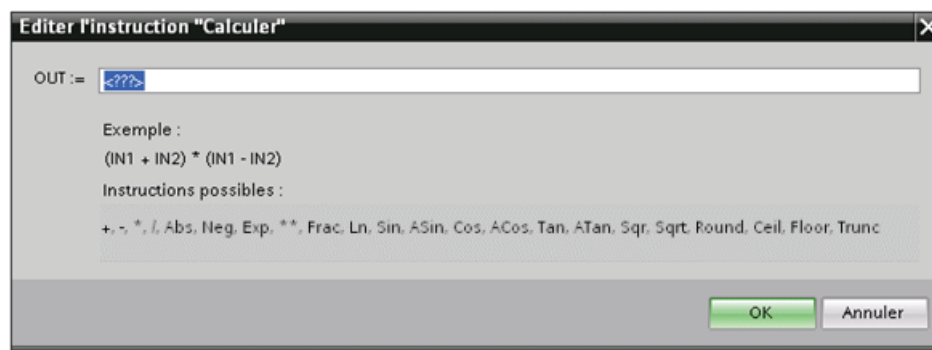 Editer l'instruction "Calculer"
OUT := <???>
Exemple :
(IN1 + IN2) * (IN1 - IN2)
Instructions possibles :
+, -, *, /, Abs, Neg, Exp, **, Frac, Ln, Sin, ASin, Cos, ACos, Tan, ATan, Sqr, Sqrt, Round, Ceil, Floor, Trunc
OK Annuler